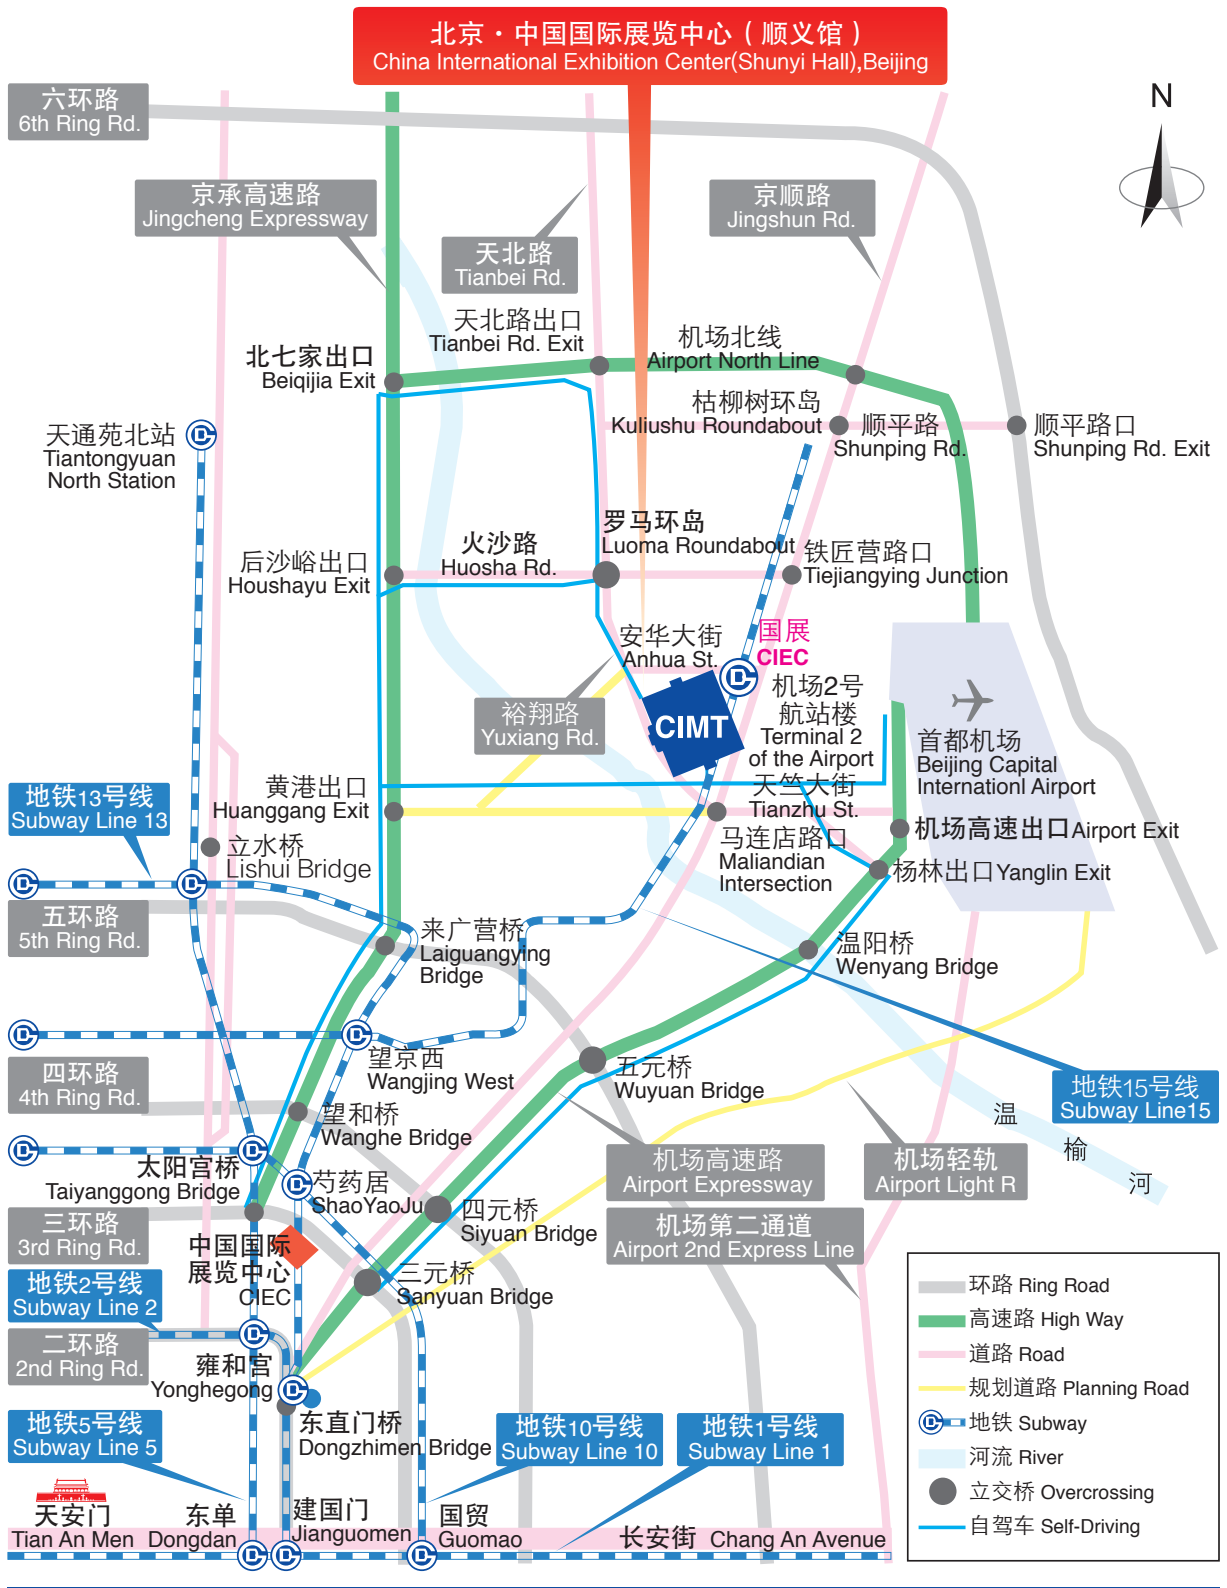 北京·中国国际展览中心（顺义馆）
China International Exhibition Center(Shunyi Hall),Beijing
六环路
6th Ring Rd.
N
京承高速路
Jingcheng Expressway
京顺路
Jingshun Rd.
天北路
Tianbei Rd.
天北路出口
Tianbei Rd. Exit
机场北线
Airport North Line
北七家出口
Beiqijia Exit
枯柳树环岛
Kuliushu Roundabout
顺平路
Shunping Rd.
顺平路口
Shunping Rd. Exit
天通苑北站
Tiantongyuan
North Station
罗马环岛
Luoma Roundabout
火沙路
Huosha Rd.
后沙峪出口
Houshayu Exit
铁匠营路口
Tiejiangying Junction
国展
CIEC
安华大街
Anhua St.
机场2号
航站楼
Terminal 2
of the Airport
裕翔路
Yuxiang Rd.
CIMT
首都机场
Beijing Capital
Internationl Airport
黄港出口
Huanggang Exit
天竺大街
Tianzhu St.
地铁13号线
Subway Line 13
机场高速出口Airport Exit
马连店路口
Maliandian
Intersection
立水桥
Lishui Bridge
杨林出口Yanglin Exit
五环路
5th Ring Rd.
来广营桥
Laiguangying
Bridge
温阳桥
Wenyang Bridge
望京西
Wangjing West
四环路
4th Ring Rd.
五元桥
Wuyuan Bridge
地铁15号线
Subway Line15
望和桥
Wanghe Bridge
温
榆
河
太阳宫桥
Taiyanggong Bridge
芍药居
ShaoYaoJu
机场高速路
Airport Expressway
机场轻轨
Airport Light R
三环路
3rd Ring Rd.
四元桥
Siyuan Bridge
机场第二通道
Airport 2nd Express Line
中国国际
展览中心
CIEC
地铁2号线
Subway Line 2
三元桥
Sanyuan Bridge
二环路
2nd Ring Rd.
雍和宫
Yonghegong
地铁5号线
Subway Line 5
东直门桥
Dongzhimen Bridge
地铁10号线
Subway Line 10
地铁1号线
Subway Line 1
天安门
Tian An Men
东单
Dongdan
建国门
Jianguomen
国贸
Guomao
长安街
Chang An Avenue
环路 Ring Road
高速路 High Way
道路 Road
规划道路 Planning Road
地铁 Subway
河流 River
立交桥 Overcrossing
自驾车 Self-Driving